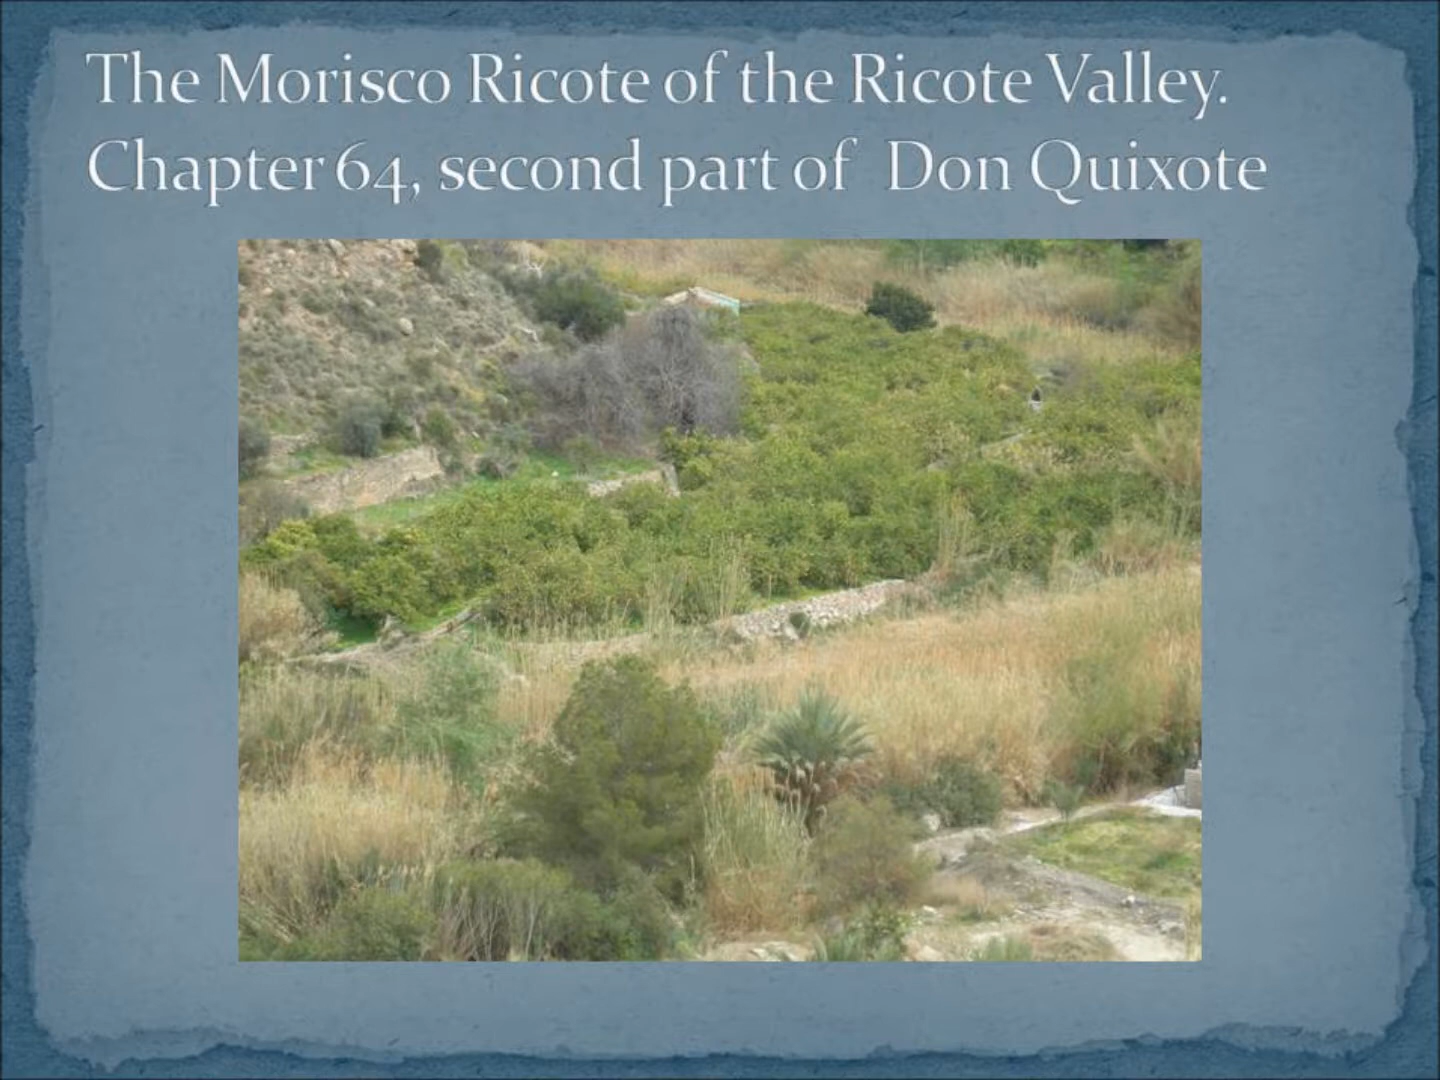 The Morisco Ricote of the Ricote Valley.
Chapter 64, second part of Don Quixote